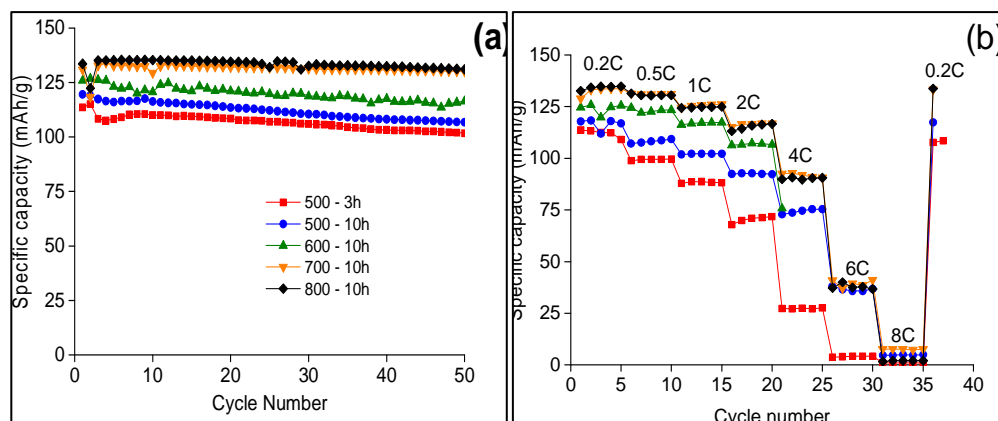 (a)
Specific capacity (mAh/g)
150
125
100
75
50
25
0
0
10
20
30
40
50
Cycle Number
500 - 3h
500 - 10h
600 - 10h
700 - 10h
800 - 10h
(b)
Specific capacity (mAh/g)
150
125
100
75
50
25
0
0
5
10
15
20
25
30
35
40
Cycle number
0.2C
0.5C
1C
2C
4C
6C
8C
0.2C